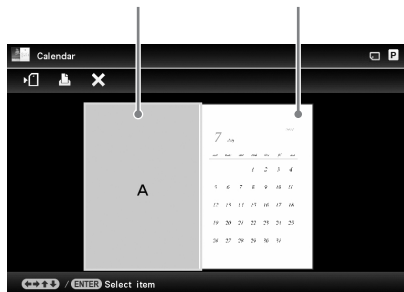 Calendar
P
A
7
1 2 3 4
5 6 7 8 9 10 11
12 13 14 15 16 17 18
19 20 21 22 23 24 25
26 27 28 29 30 31
/ ENTER Select item